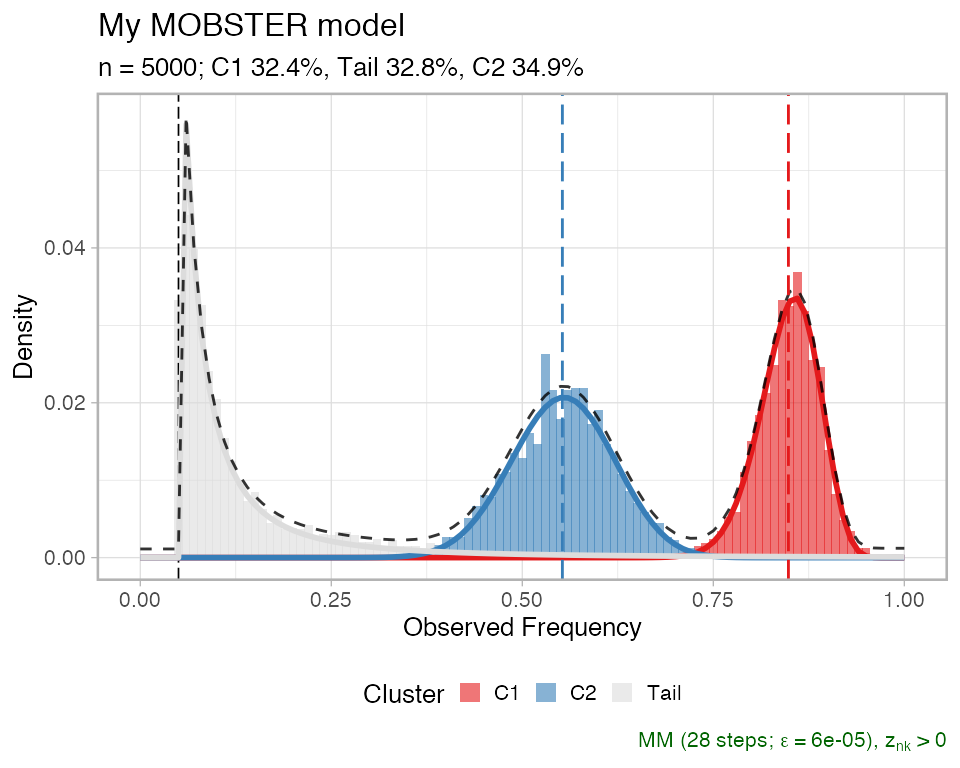 My MOBSTER model
n = 5000; C1 32.4%, Tail 32.8%, C2 34.9%
Density
0.04
0.02
0.00
0.00 0.25 0.50 0.75 1.00
Observed Frequency
Cluster C1 C2 Tail
MM (28 steps; ε = 6e-05), znk > 0